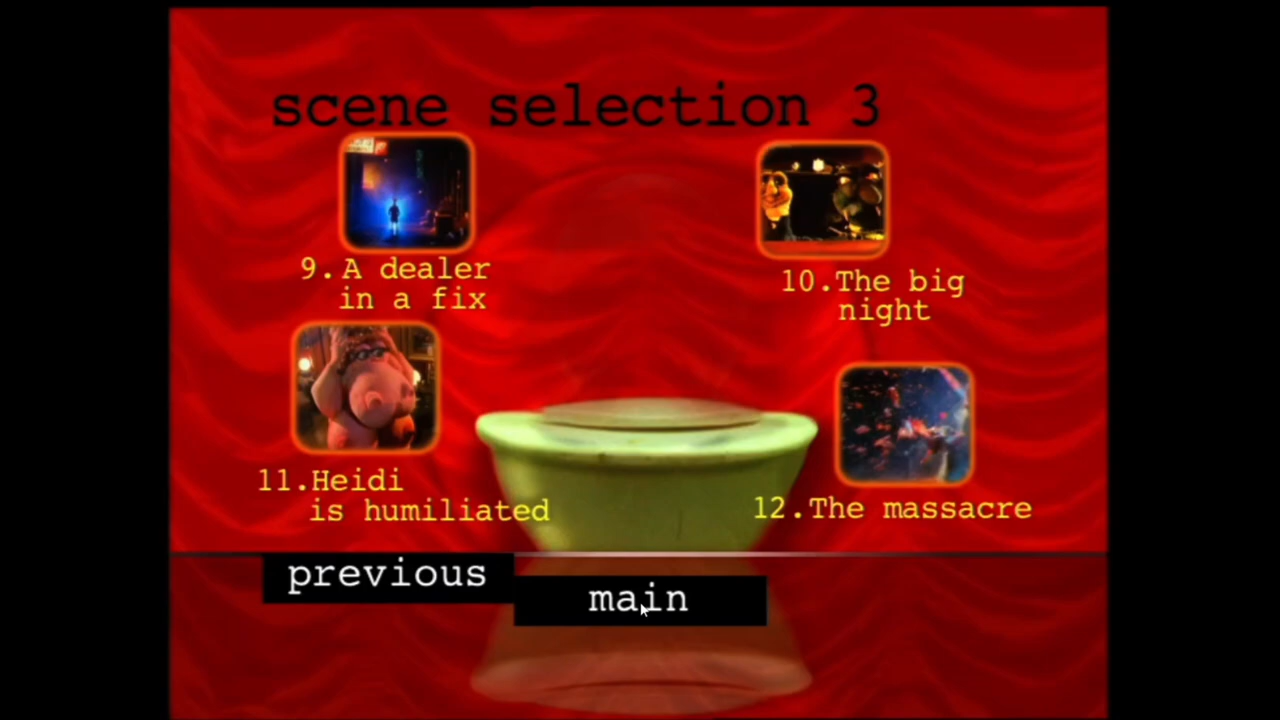 scene selection 3
9.A dealer
in a fix
10.The big
night
11.Heidi
is humiliated
12.The massacre
previous
main